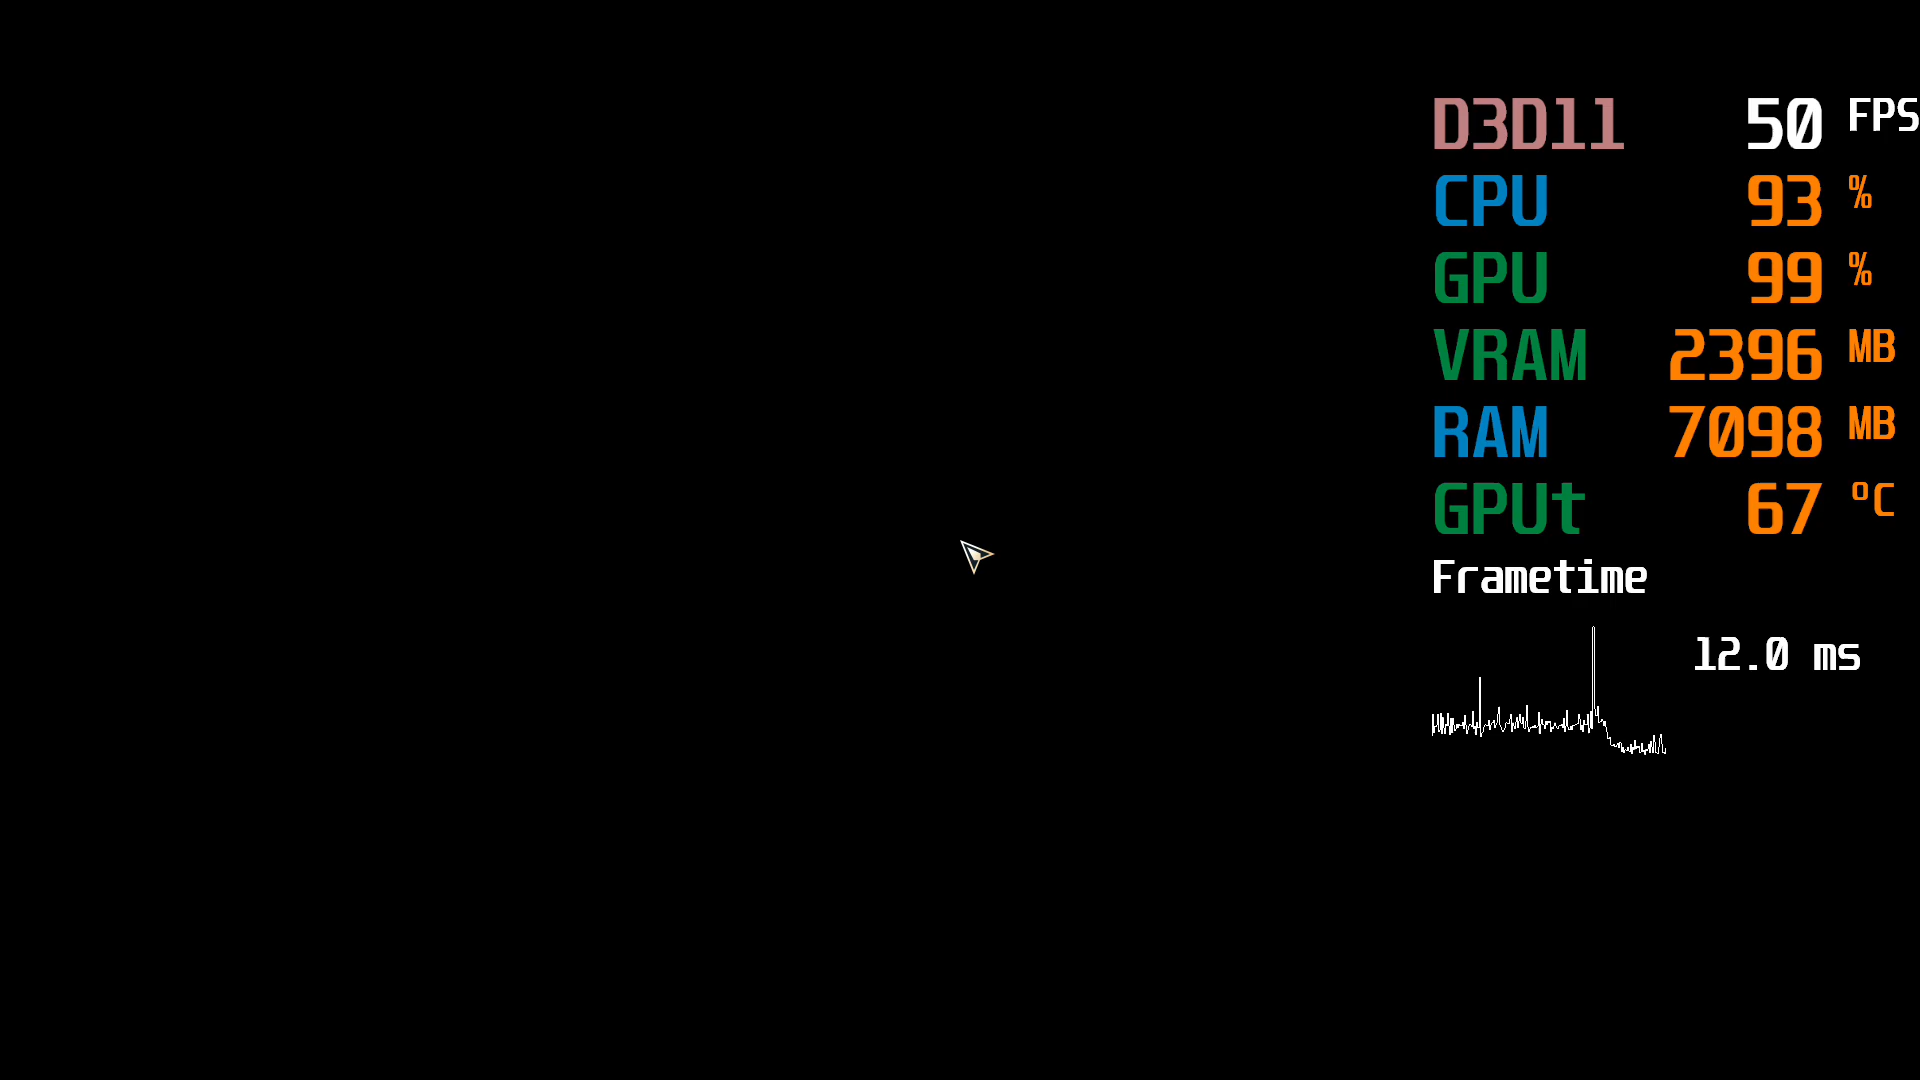 D3D11 50 FPS
CPU 93 %
GPU 99 %
VRAM 2396 MB
RAM 7098 MB
GPUt 67 °C
Frametime
12.0 ms